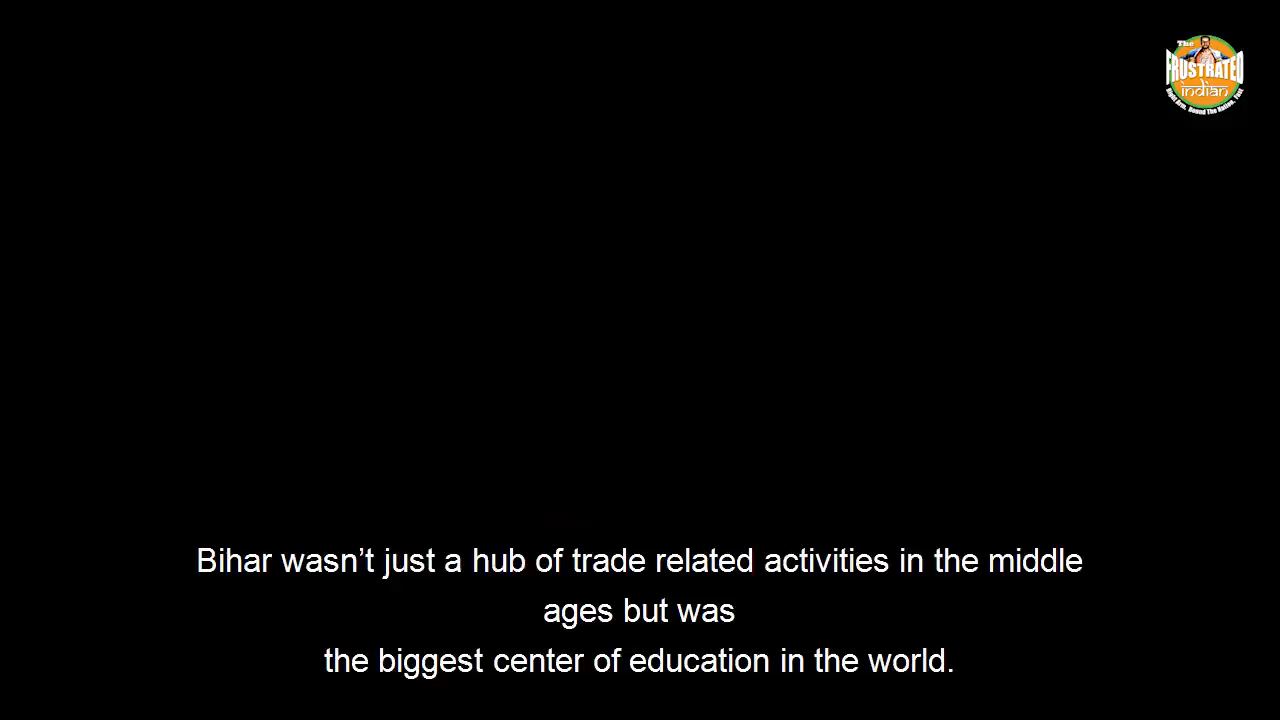 The
FRUSTRATED
indian
Bihar wasn’t just a hub of trade related activities in the middle
ages but was
the biggest center of education in the world.